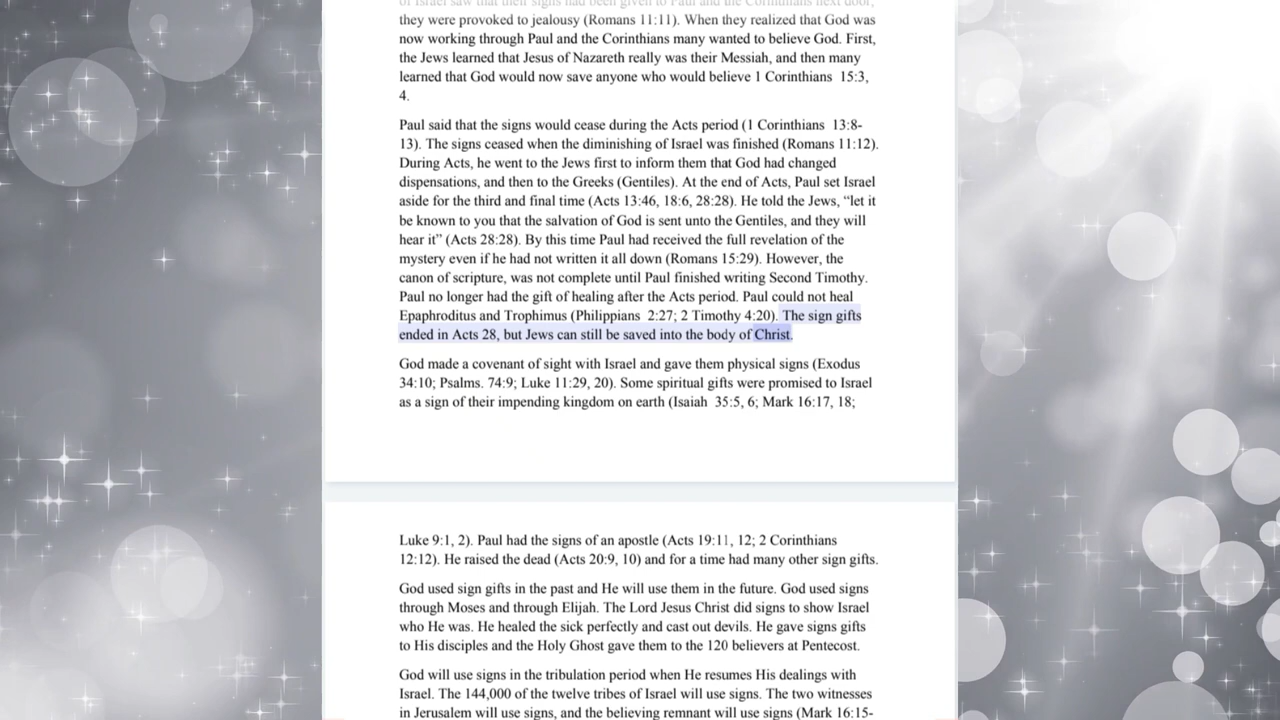 of Israel saw that their signs had been given to Paul and the Corinthians next door,
they were provoked to jealousy (Romans 11:11). When they realized that God was
now working through Paul and the Corinthians many wanted to believe God. First,
the Jews learned that Jesus of Nazareth really was their Messiah, and then many
learned that God would now save anyone who would believe 1 Corinthians 15:3,
4.
Paul said that the signs would cease during the Acts period (1 Corinthians 13:8-
13). The signs ceased when the diminishing of Israel was finished (Romans 11:12).
During Acts, he went to the Jews first to inform them that God had changed
dispensations, and then to the Greeks (Gentiles). At the end of Acts, Paul set Israel
aside for the third and final time (Acts 13:46, 18:6, 28:28). He told the Jews, “let it
be known to you that the salvation of God is sent unto the Gentiles, and they will
hear it” (Acts 28:28). By this time Paul had received the full revelation of the
mystery even if he had not written it all down (Romans 15:29). However, the
canon of scripture, was not complete until Paul finished writing Second Timothy.
Paul no longer had the gift of healing after the Acts period. Paul could not heal
Epaphroditus and Trophimus (Philippians 2:27; 2 Timothy 4:20). The sign gifts
ended in Acts 28, but Jews can still be saved into the body of Christ.
God made a covenant of sight with Israel and gave them physical signs (Exodus
34:10; Psalms. 74:9; Luke 11:29, 20). Some spiritual gifts were promised to Israel
as a sign of their impending kingdom on earth (Isaiah 35:5, 6; Mark 16:17, 18;
Luke 9:1, 2). Paul had the signs of an apostle (Acts 19:11, 12; 2 Corinthians
12:12). He raised the dead (Acts 20:9, 10) and for a time had many other sign gifts.
God used sign gifts in the past and He will use them in the future. God used signs
through Moses and through Elijah. The Lord Jesus Christ did signs to show Israel
who He was. He healed the sick perfectly and cast out devils. He gave signs gifts
to His disciples and the Holy Ghost gave them to the 120 believers at Pentecost.
God will use signs in the tribulation period when He resumes His dealings with
Israel. The 144,000 of the twelve tribes of Israel will use signs. The two witnesses
in Jerusalem will use signs, and the believing remnant will use signs (Mark 16:15-